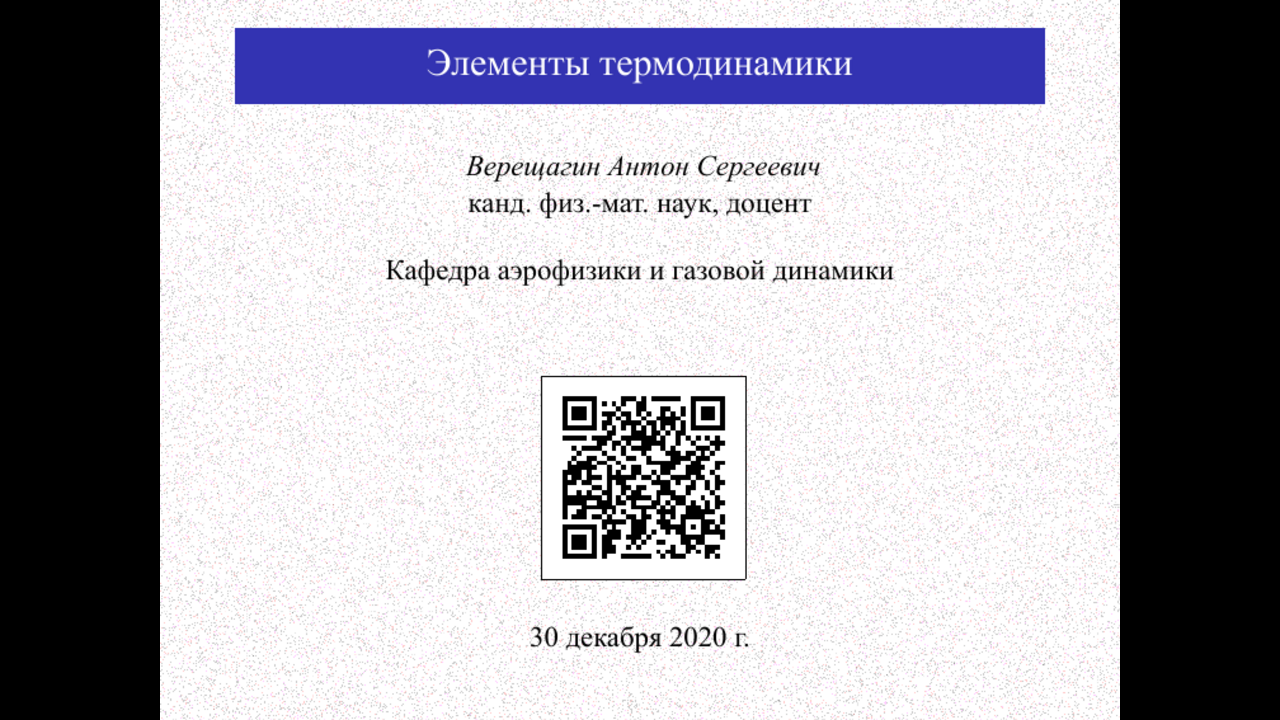 Элементы термодинамики
Верещагин Антон Сергеевич
канд. физ.-мат. наук, доцент
Кафедра аэрофизики и газовой динамики
30 декабря 2020 г.